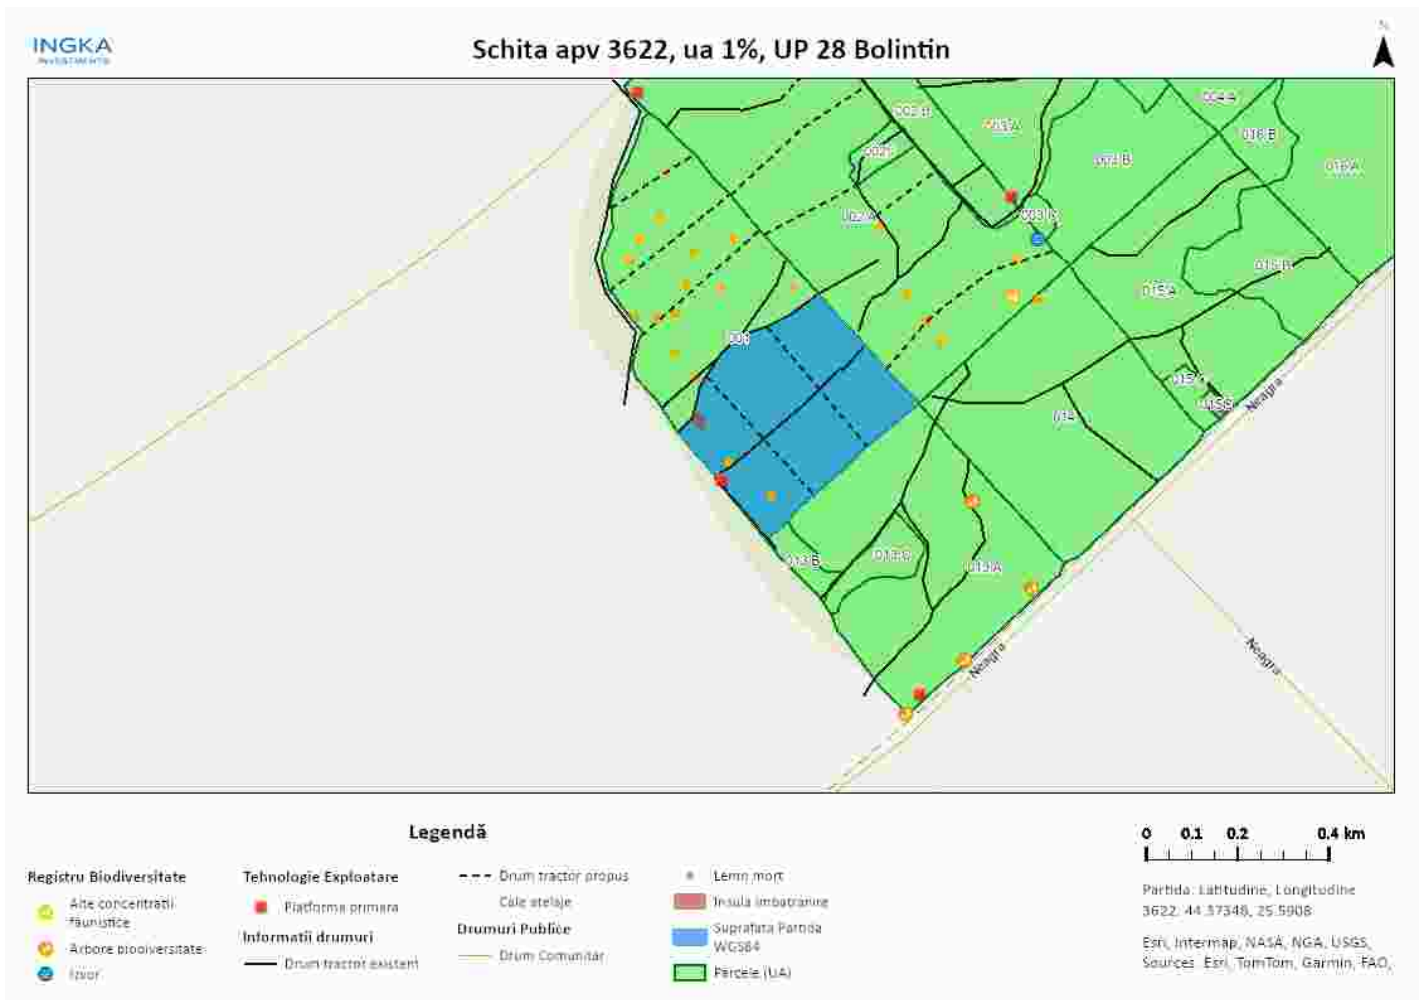 INGKA
INVESTMENTS
Schita apv 3622, ua 1%, UP 28 Bolintin
N
004 A
002 B
003 A
016 B
002
003 B
016 A
002 A
003
015 B
015 A
001
015
015
Neagra
014
013 B
013
013 A
Neagra
Neagra
Legendă
0 0.1 0.2 0.4 km
Registru Biodiversitate
Alte concentratii
faunistice
Arbore biodiversitate
Izvor
Tehnologie Exploatare
Platforma primara
Informatii drumuri
Drum tractor existent
Drum tractor propus
Cale atelaje
Drumuri Publice
Drum Comunitar
Lemn mort
Insula imbatranire
Suprafata Partida
WGS84
Parcele (UA)
Partida: Latitudine, Longitudine
3622: 44.37348, 25.5908
Esri, Intermap, NASA, NGA, USGS,
Sources: Esri, TomTom, Garmin, FAO,